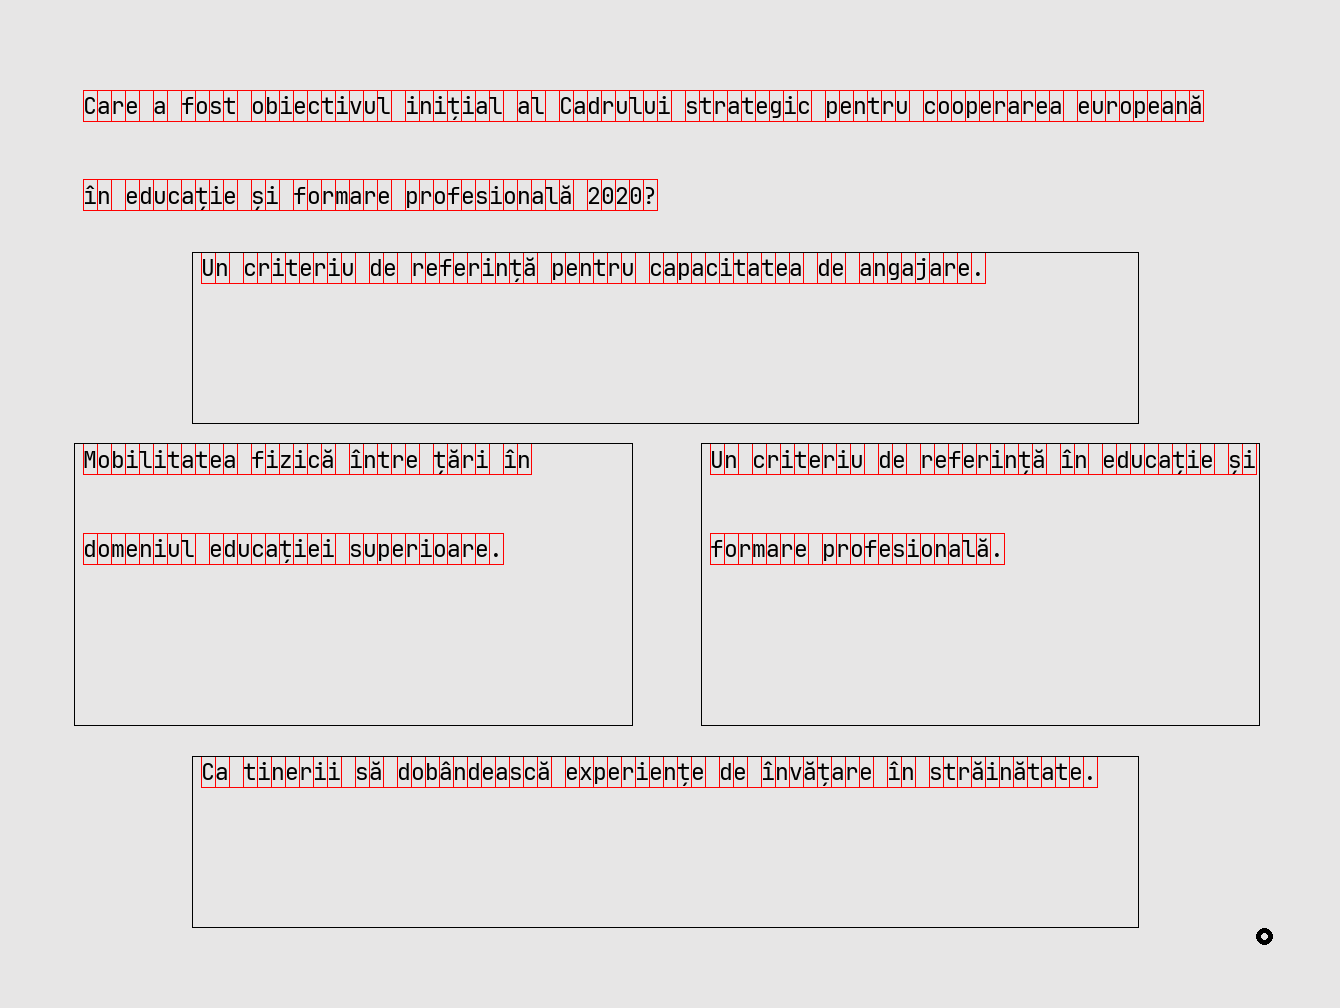 Care a fost obiectivul inițial al Cadrului strategic pentru cooperarea europeană
în educație și formare profesională 2020?
Un criteriu de referință pentru capacitatea de angajare.
Mobilitatea fizică între țări în
domeniul educației superioare.
Un criteriu de referință în educație și
formare profesională.
Ca tinerii să dobândească experiențe de învățare în străinătate.